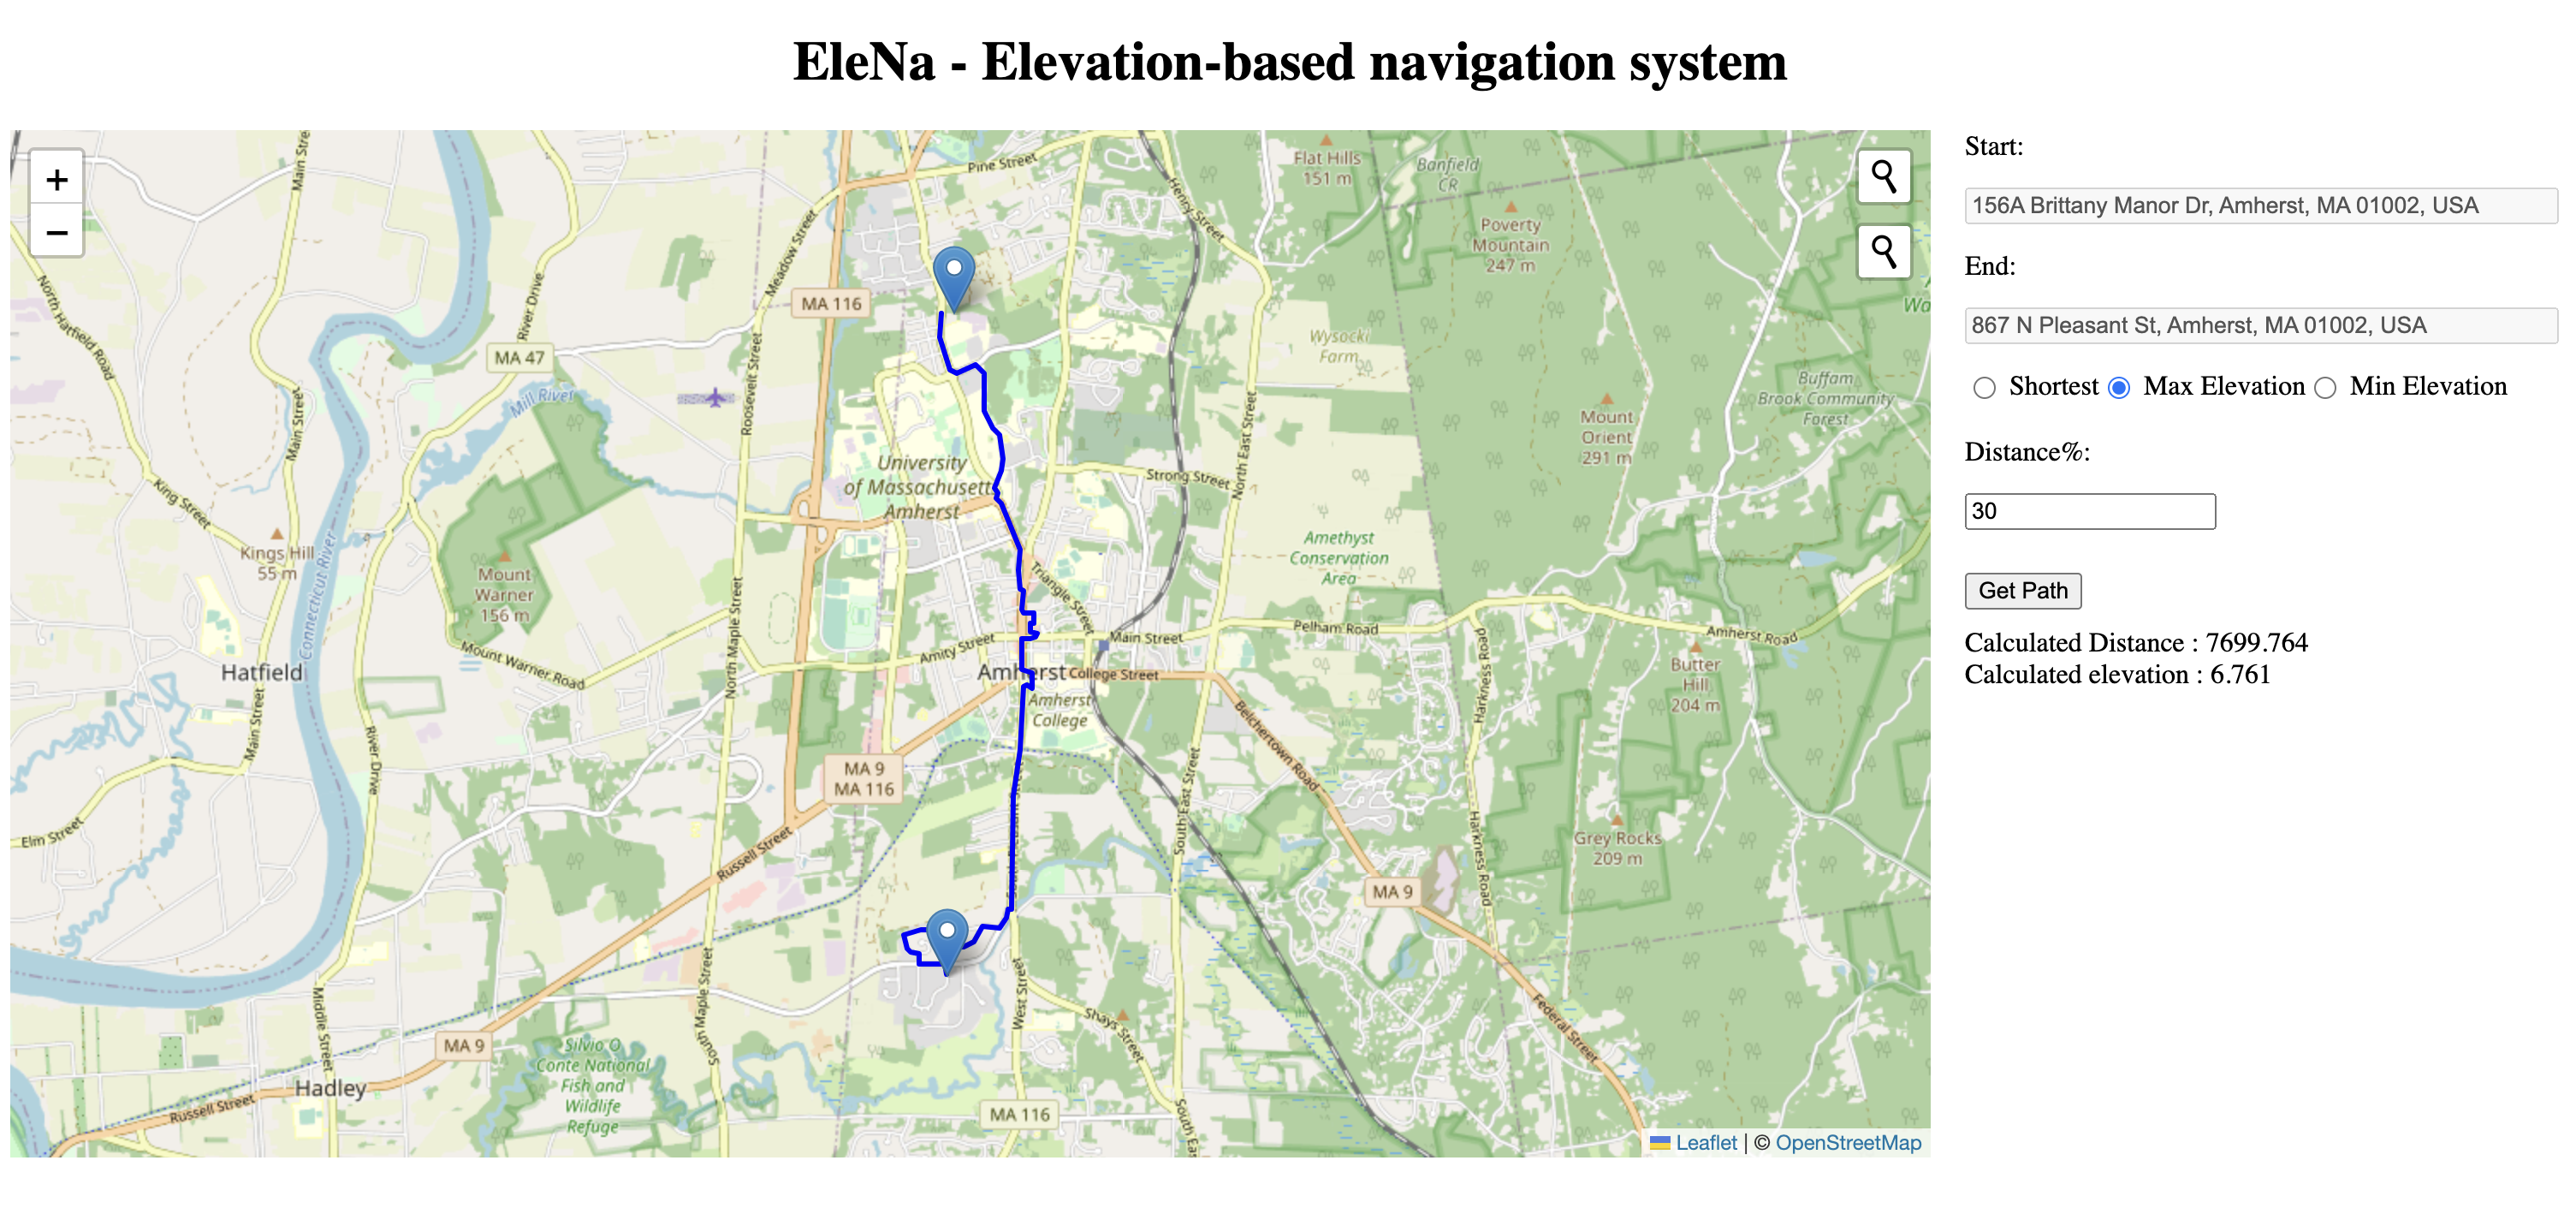 EleNa - Elevation-based navigation system
+
−
Main Stre
Pine Street
Henry Street
Flat Hills
151 m
Banfield
CR
Poverty
Mountain
247 m
Meadow Street
North Hatfield Road
River Drive
MA 116
MA 47
Mill River
Roosevelt Street
Wysocki
Farm
Buffam
Brook Community
Forest
Wa
Main Street
King Street
University
of Massachusett
Amherst
Strong Street
North East Street
Mount
Orient
291 m
Kings Hill
55 m
Connecticut River
Mount
Warner
156 m
Amethyst
Conservation
Area
Triangle Street
North Maple Street
Amity Street
Main Street
Pelham Road
Amherst Road
Mount Warner Road
Hatfield
Main Street
Amherst
College Street
Harkness Road
Butter
Hill
204 m
Amherst
College
Belchertown Road
River Drive
MA 9
MA 116
South East Street
Elm Street
Russell Street
Harkness Road
Grey Rocks
209 m
MA 9
South Maple Street
West Street
Middle Street
Shays Street
Federal Street
MA 9
Silvio O
Conte National
Fish and
Wildlife
Refuge
Hadley
Russell Street
MA 116
South Eas
Leaflet | © OpenStreetMap
Start:
156A Brittany Manor Dr, Amherst, MA 01002, USA
End:
867 N Pleasant St, Amherst, MA 01002, USA
Shortest Max Elevation Min Elevation
Distance%:
30
Get Path
Calculated Distance : 7699.764
Calculated elevation : 6.761